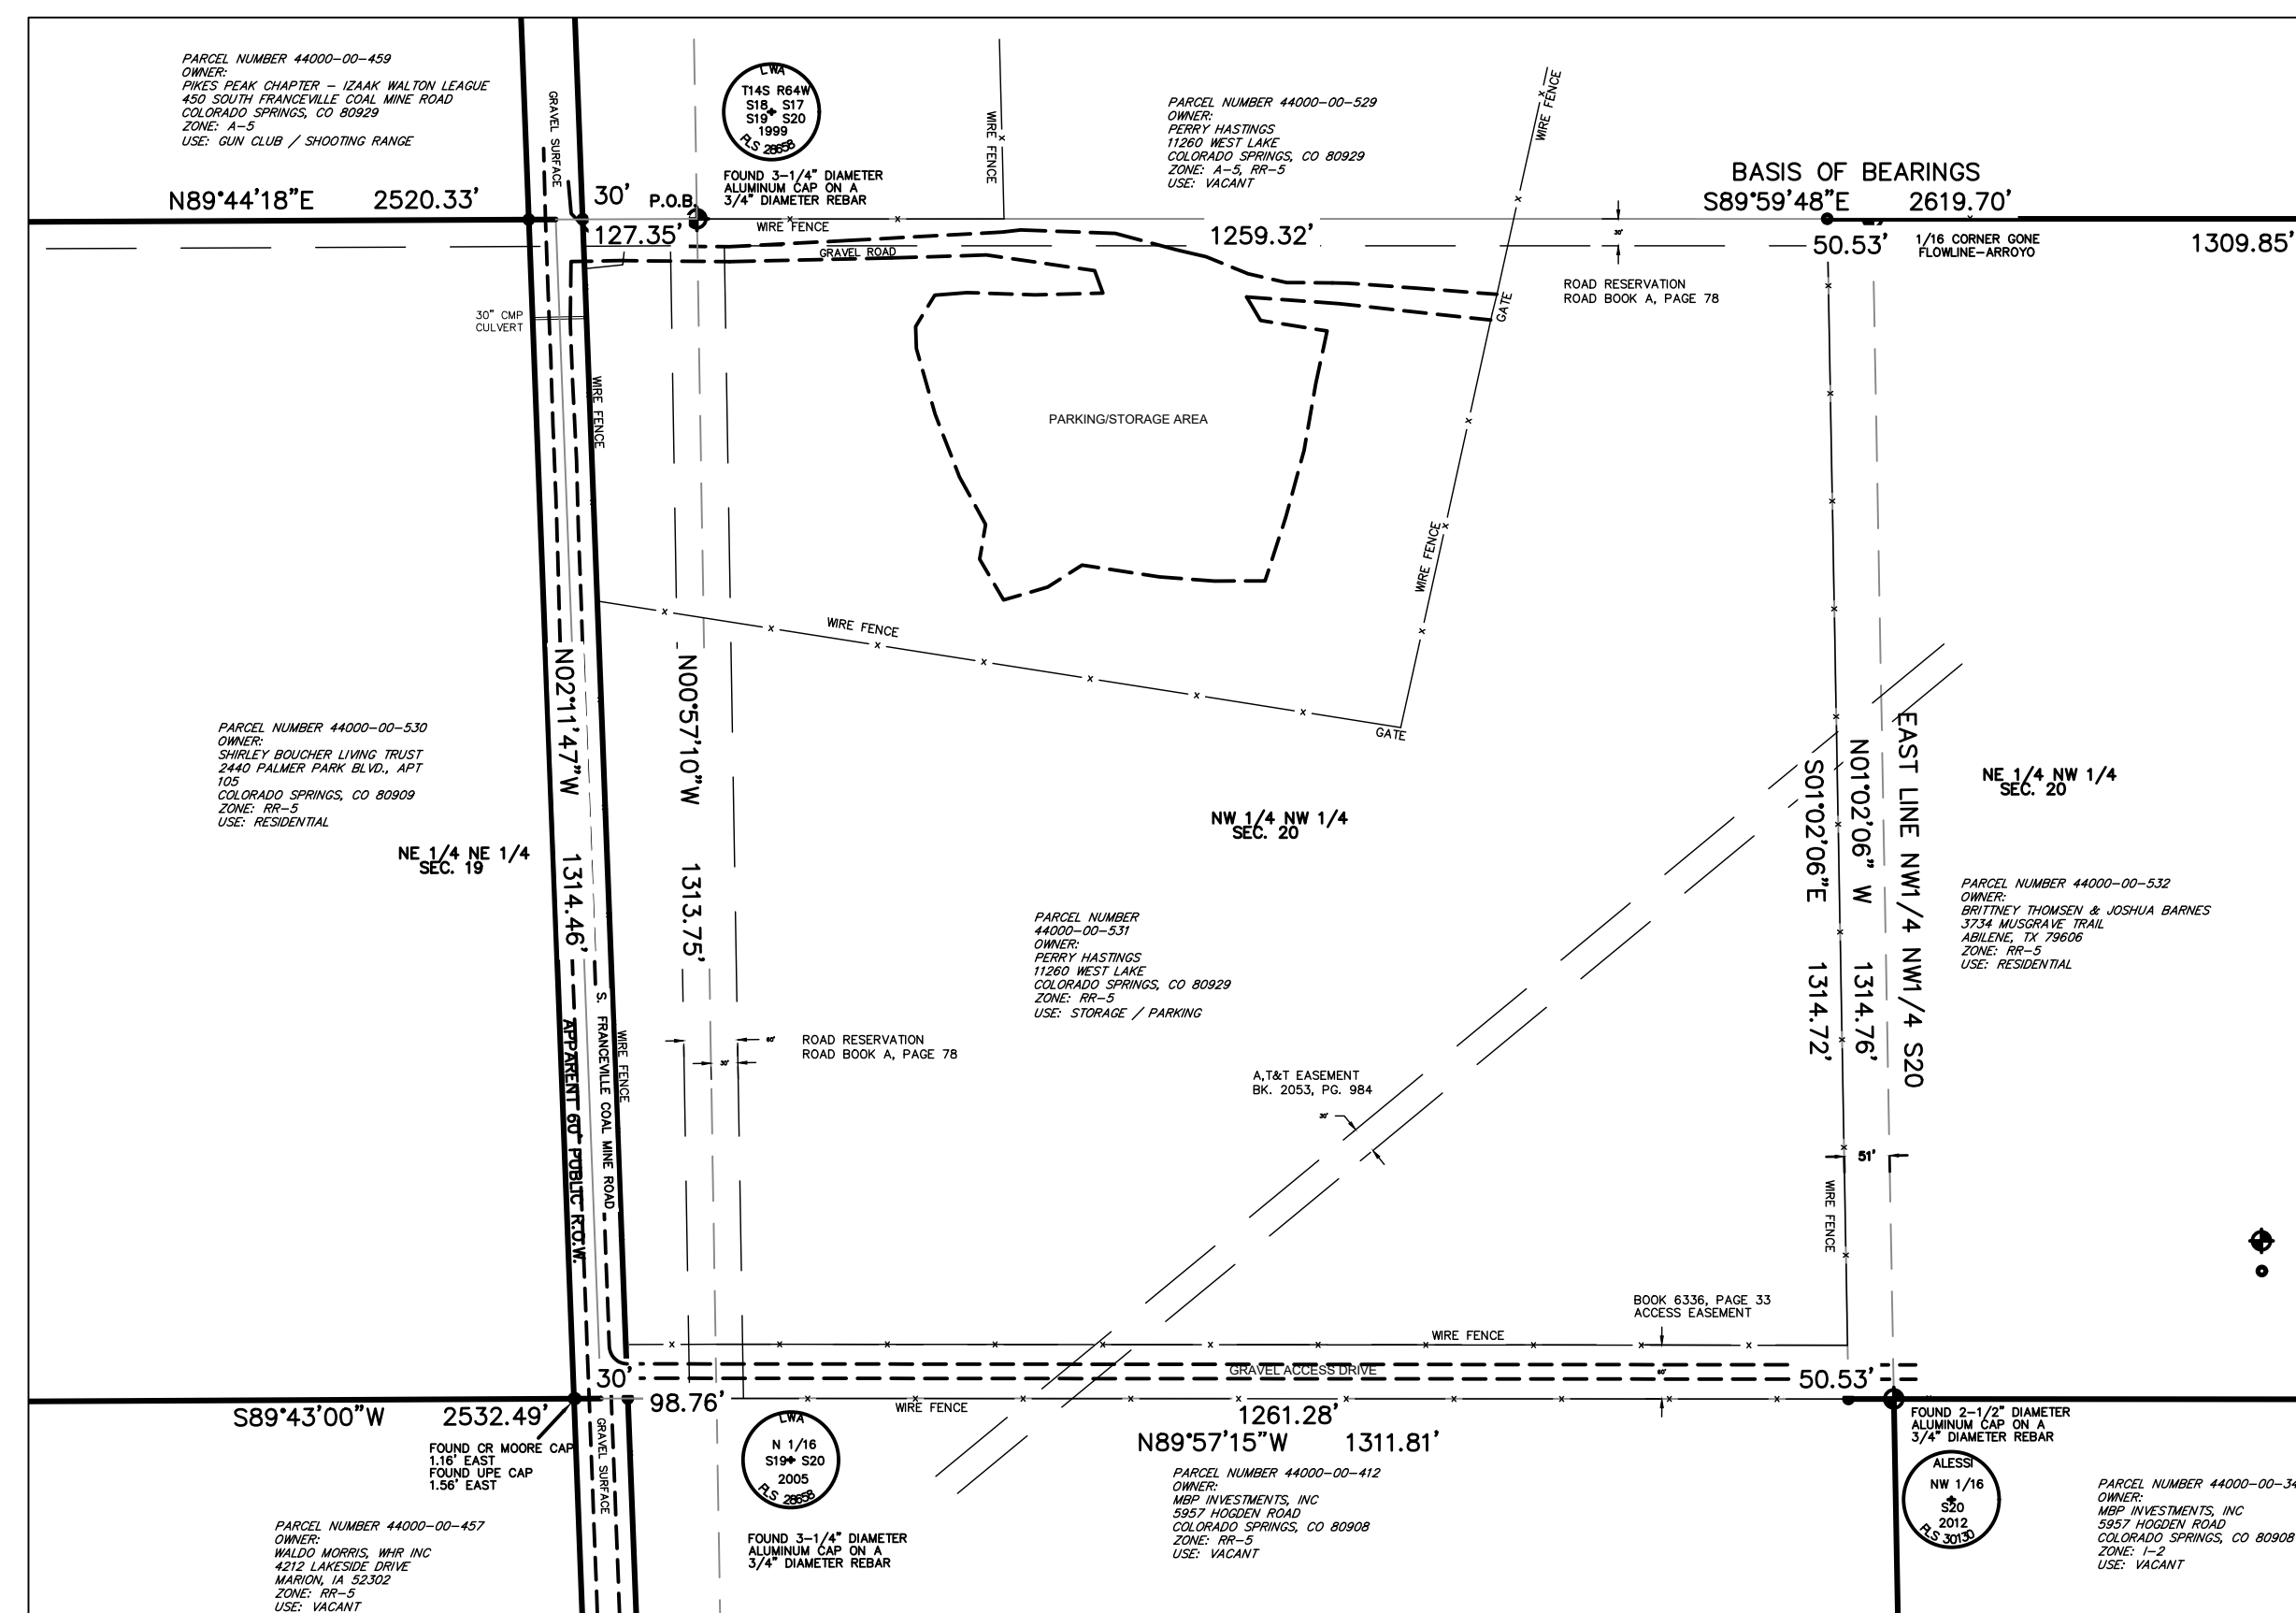 PARCEL NUMBER 44000-00-459
OWNER:
PIKES PEAK CHAPTER – IZAAK WALTON LEAGUE
450 SOUTH FRANCEVILLE COAL MINE ROAD
COLORADO SPRINGS, CO 80929
ZONE: A-5
USE: GUN CLUB / SHOOTING RANGE
GRAVEL SURFACE
LWA
T14S R64W
S18 S17
S19 S20
1999
PLS 28658
FOUND 3-1/4" DIAMETER
ALUMINUM CAP ON A
3/4" DIAMETER REBAR
WIRE FENCE
PARCEL NUMBER 44000-00-529
OWNER:
PERRY HASTINGS
11260 WEST LAKE
COLORADO SPRINGS, CO 80929
ZONE: A-5, RR-5
USE: VACANT
WIRE FENCE
BASIS OF BEARINGS
S89°59'48"E 2619.70'
N89°44'18"E 2520.33'
30'
P.O.B.
127.35'
WIRE FENCE
GRAVEL ROAD
1259.32'
30'
50.53'
1/16 CORNER GONE
FLOWLINE-ARROYO
1309.85'
ROAD RESERVATION
ROAD BOOK A, PAGE 78
GATE
30" CMP
CULVERT
WIRE FENCE
PARKING/STORAGE AREA
WIRE FENCE
WIRE FENCE
GATE
N02°11'47"W 1314.46'
N00°57'10"W 1313.75'
PARCEL NUMBER 44000-00-530
OWNER:
SHIRLEY BOUCHER LIVING TRUST
2440 PALMER PARK BLVD., APT
105
COLORADO SPRINGS, CO 80909
ZONE: RR-5
USE: RESIDENTIAL
NE 1/4 NE 1/4
SEC. 19
NW 1/4 NW 1/4
SEC. 20
S01°02'06"E 1314.72'
N01°02'06" W 1314.76'
EAST LINE NW1/4 NW1/4 S20
NE 1/4 NW 1/4
SEC. 20
PARCEL NUMBER 44000-00-532
OWNER:
BRITTNEY THOMSEN & JOSHUA BARNES
3734 MUSGRAVE TRAIL
ABILENE, TX 79606
ZONE: RR-5
USE: RESIDENTIAL
PARCEL NUMBER
44000-00-531
OWNER:
PERRY HASTINGS
11260 WEST LAKE
COLORADO SPRINGS, CO 80929
ZONE: RR-5
USE: STORAGE / PARKING
APPARENT 60' PUBLIC R.O.W.
S. FRANCEVILLE COAL MINE ROAD
WIRE FENCE
60'
30'
ROAD RESERVATION
ROAD BOOK A, PAGE 78
A,T&T EASEMENT
BK. 2053, PG. 984
30'
51'
WIRE FENCE
BOOK 6336, PAGE 33
ACCESS EASEMENT
WIRE FENCE
GRAVEL ACCESS DRIVE
60'
30'
98.76'
WIRE FENCE
50.53'
S89°43'00"W 2532.49'
1261.28'
N89°57'15"W 1311.81'
FOUND CR MOORE CAP
1.16' EAST
FOUND UPE CAP
1.56' EAST
GRAVEL SURFACE
LWA
N 1/16
S19 S20
2005
PLS 28658
FOUND 3-1/4" DIAMETER
ALUMINUM CAP ON A
3/4" DIAMETER REBAR
PARCEL NUMBER 44000-00-412
OWNER:
MBP INVESTMENTS, INC
5957 HOGDEN ROAD
COLORADO SPRINGS, CO 80908
ZONE: RR-5
USE: VACANT
FOUND 2-1/2" DIAMETER
ALUMINUM CAP ON A
3/4" DIAMETER REBAR
ALESSI
NW 1/16
S20
2012
PLS 30130
PARCEL NUMBER 44000-00-34
OWNER:
MBP INVESTMENTS, INC
5957 HOGDEN ROAD
COLORADO SPRINGS, CO 80908
ZONE: I-2
USE: VACANT
PARCEL NUMBER 44000-00-457
OWNER:
WALDO MORRIS, WHR INC
4212 LAKESIDE DRIVE
MARION, IA 52302
ZONE: RR-5
USE: VACANT